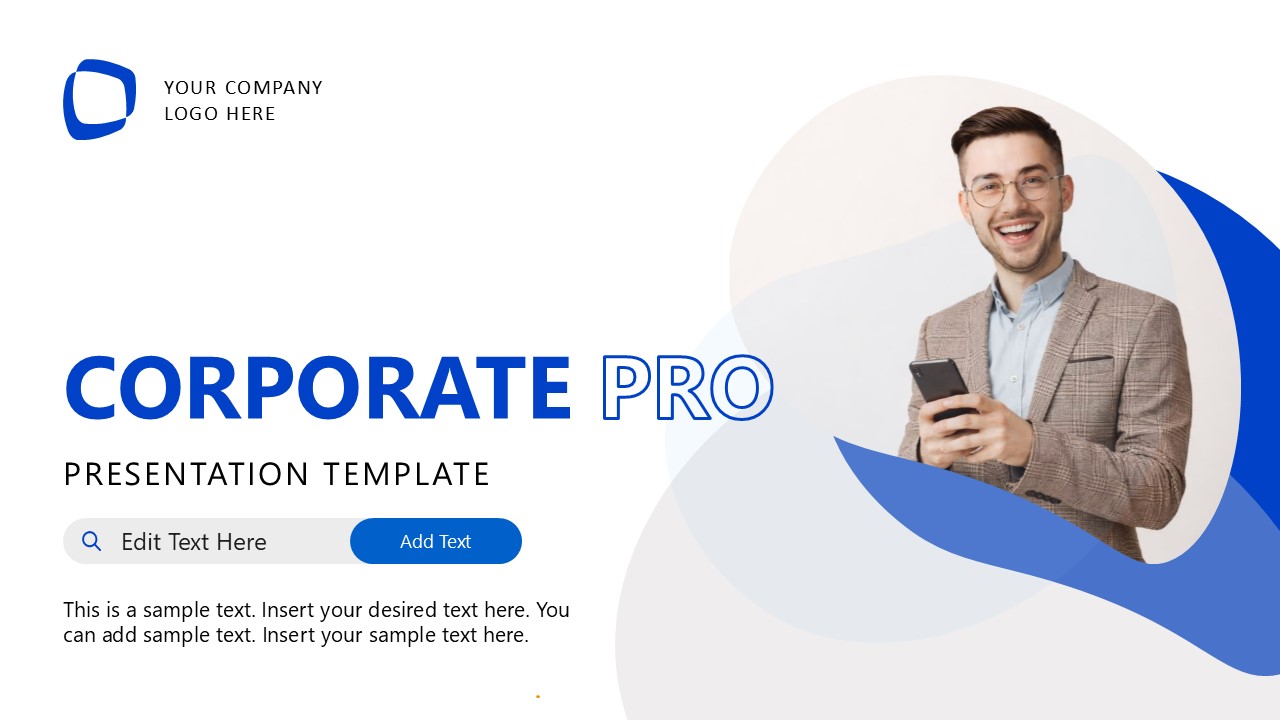 YOUR COMPANY
LOGO HERE
CORPORATE PRO
PRESENTATION TEMPLATE
Edit Text Here
Add Text
This is a sample text. Insert your desired text here. You
can add sample text. Insert your sample text here.